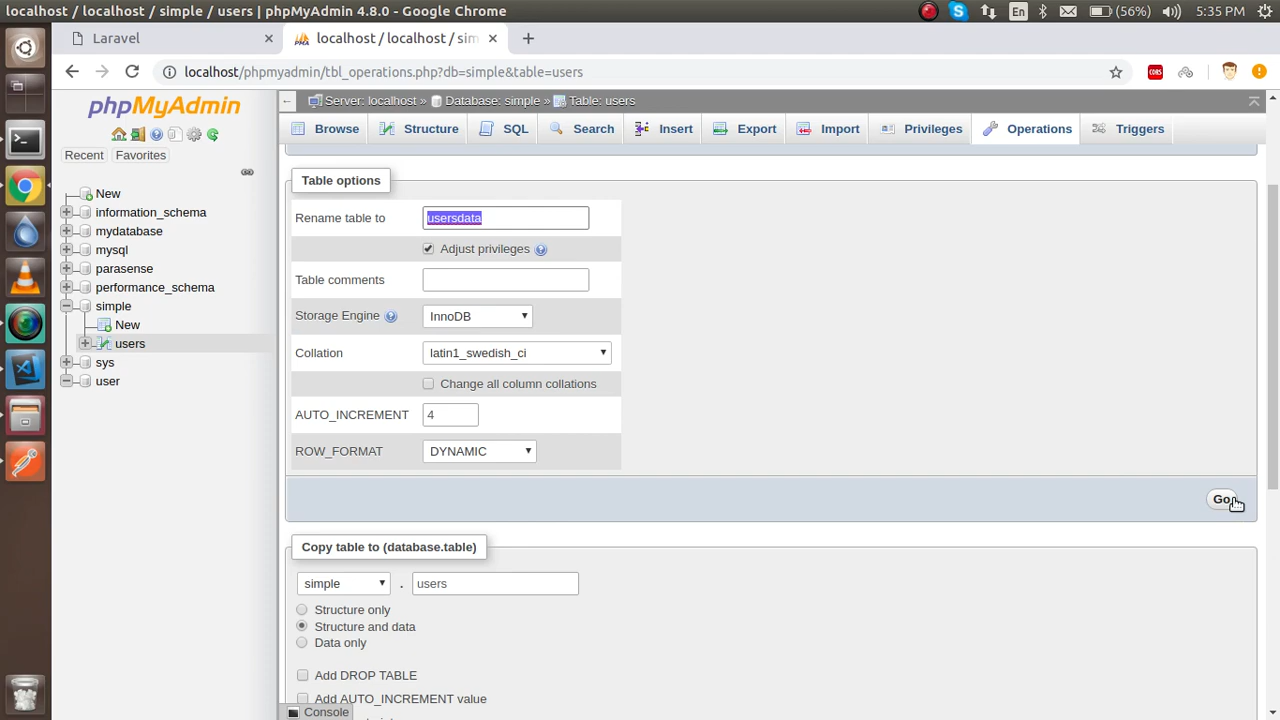 localhost / localhost / simple / users | phpMyAdmin 4.8.0 - Google Chrome
En
(56%)
5:35 PM
Laravel
localhost / localhost / sim
localhost/phpmyadmin/tbl_operations.php?db=simple&table=users
CORS
phpMyAdmin
Recent
Favorites
New
information_schema
mydatabase
mysql
parasense
performance_schema
simple
New
users
sys
user
Server: localhost » Database: simple » Table: users
Browse
Structure
SQL
Search
Insert
Export
Import
Privileges
Operations
Triggers
Table options
Rename table to
usersdata
Adjust privileges
Table comments
Storage Engine
InnoDB
Collation
latin1_swedish_ci
Change all column collations
AUTO_INCREMENT
4
ROW_FORMAT
DYNAMIC
Go
Copy table to (database.table)
simple
.
users
Structure only
Structure and data
Data only
Add DROP TABLE
Add AUTO_INCREMENT value
Console